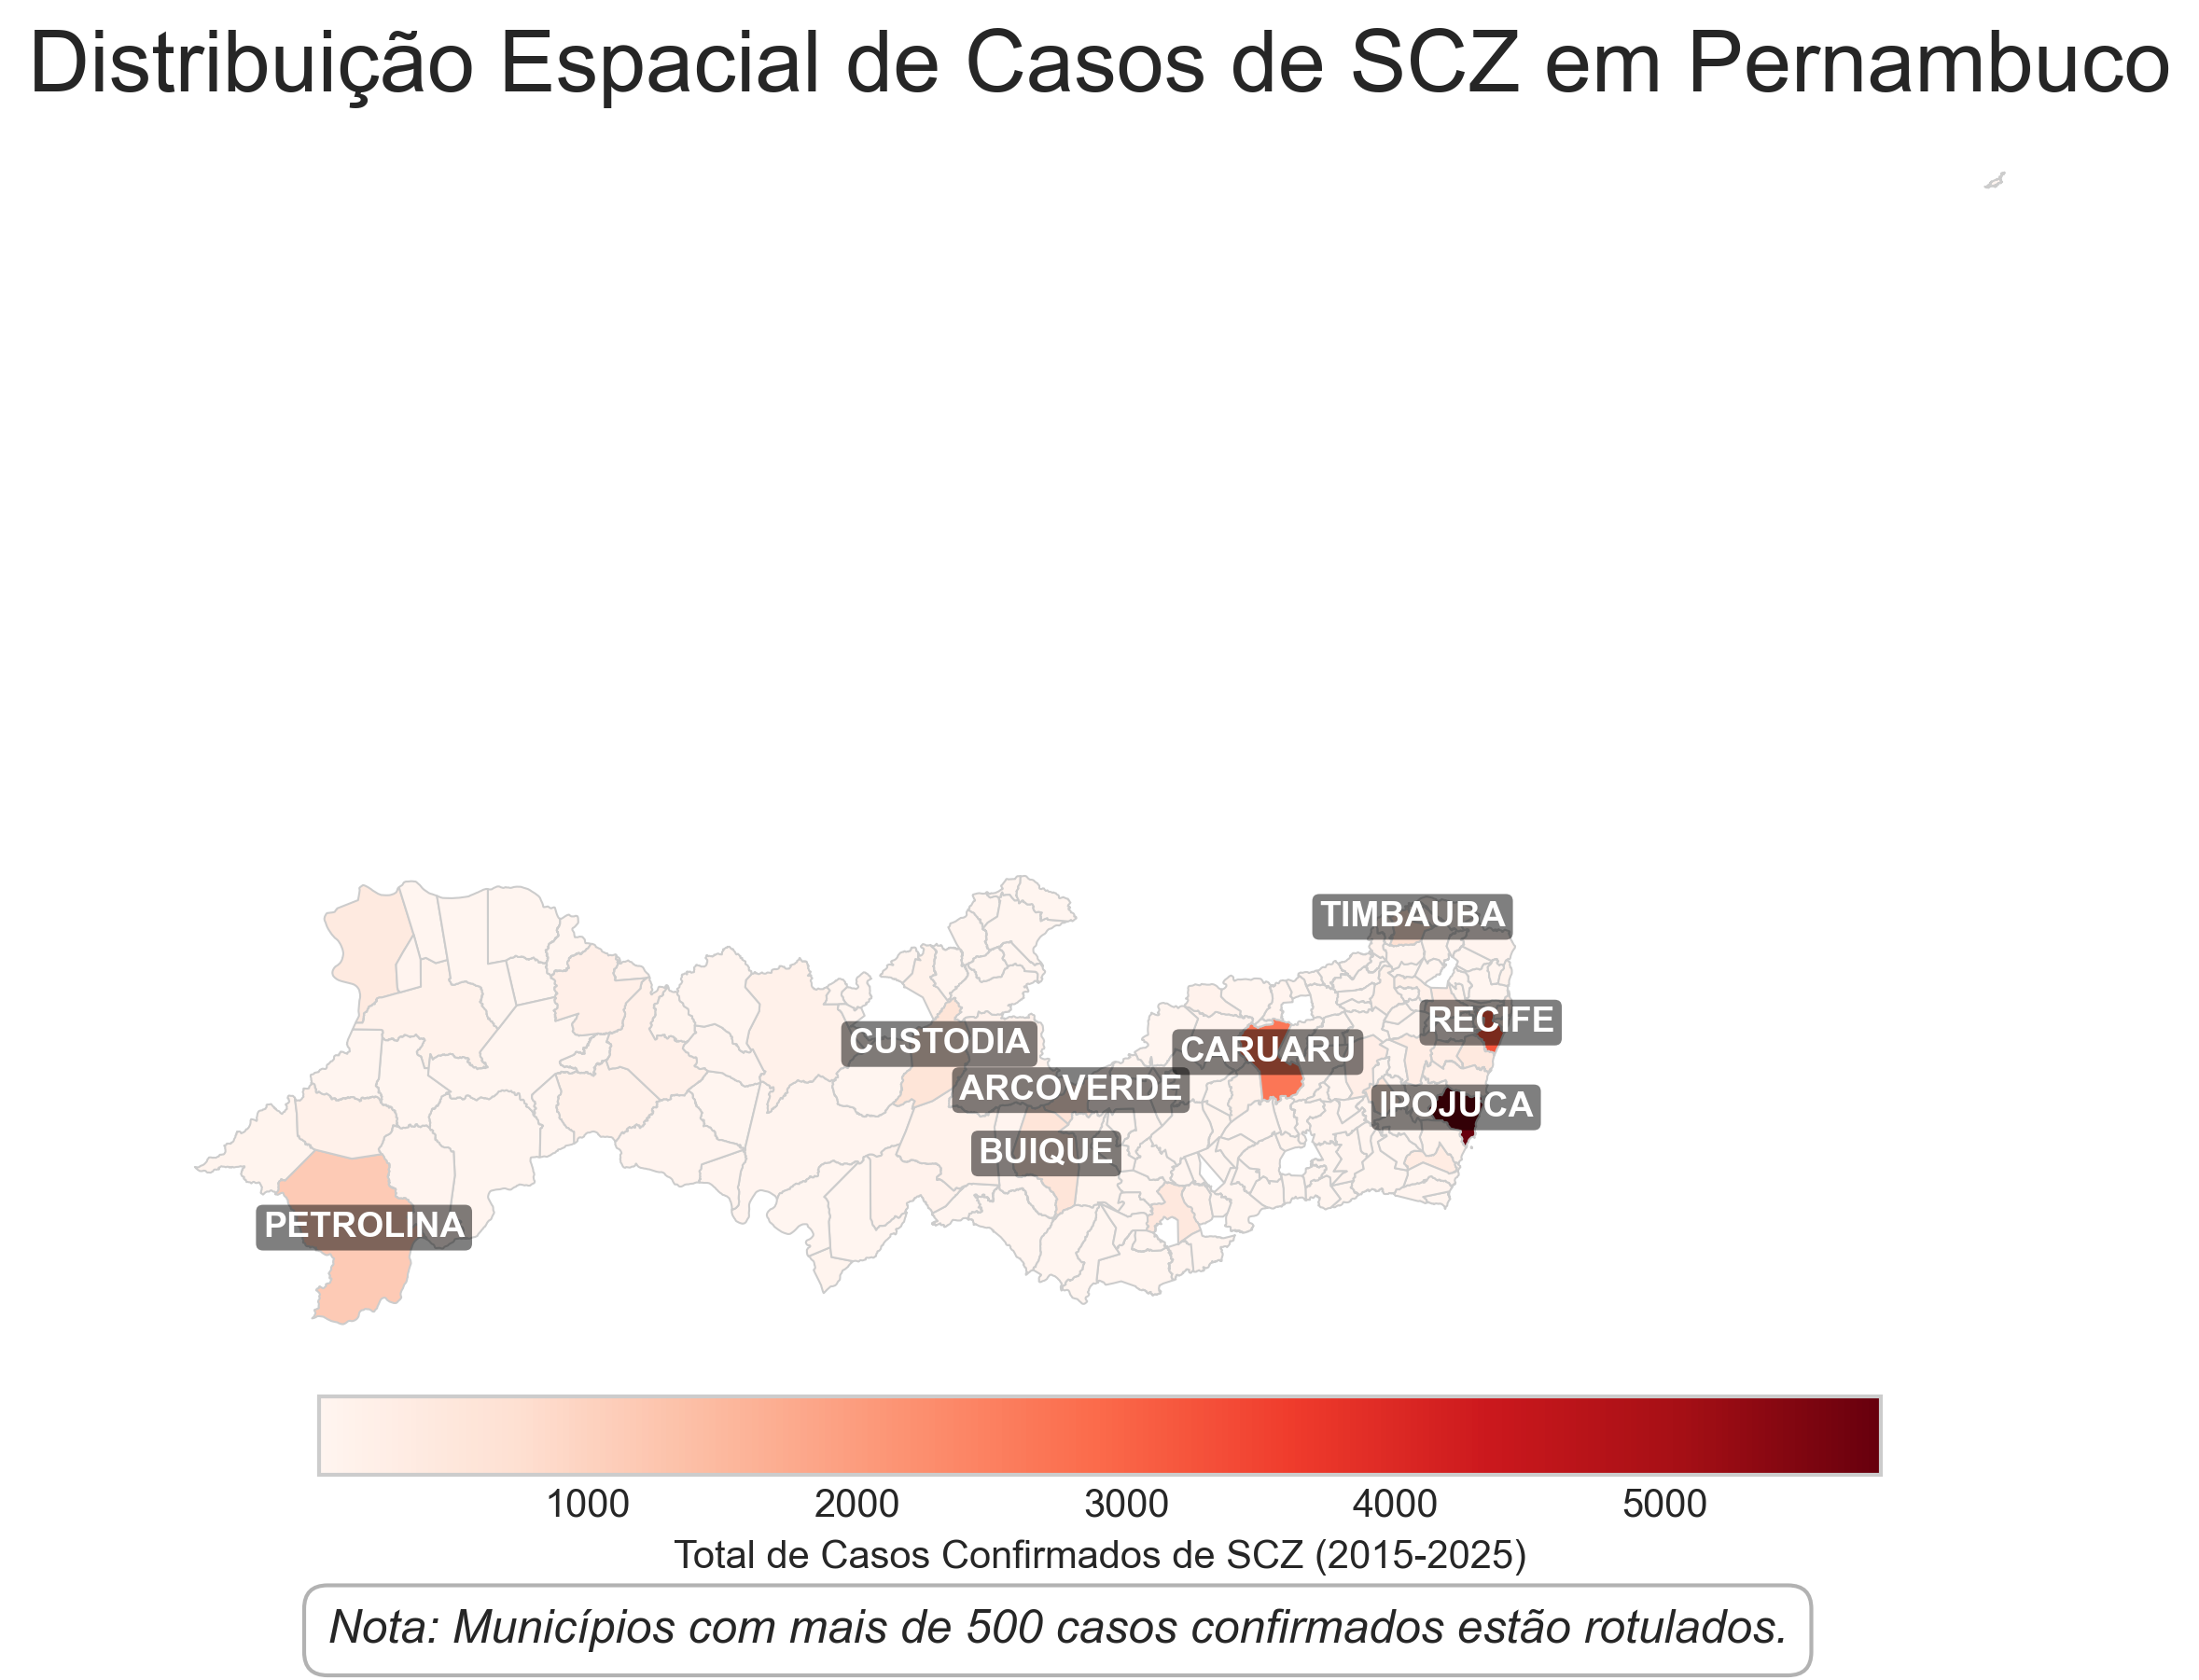 Distribuição Espacial de Casos de SCZ em Pernambuco
TIMBAUBA
RECIFE
CUSTODIA
CARUARU
ARCOVERDE
IPOJUCA
BUIQUE
PETROLINA
1000 2000 3000 4000 5000
Total de Casos Confirmados de SCZ (2015-2025)
Nota: Municípios com mais de 500 casos confirmados estão rotulados.